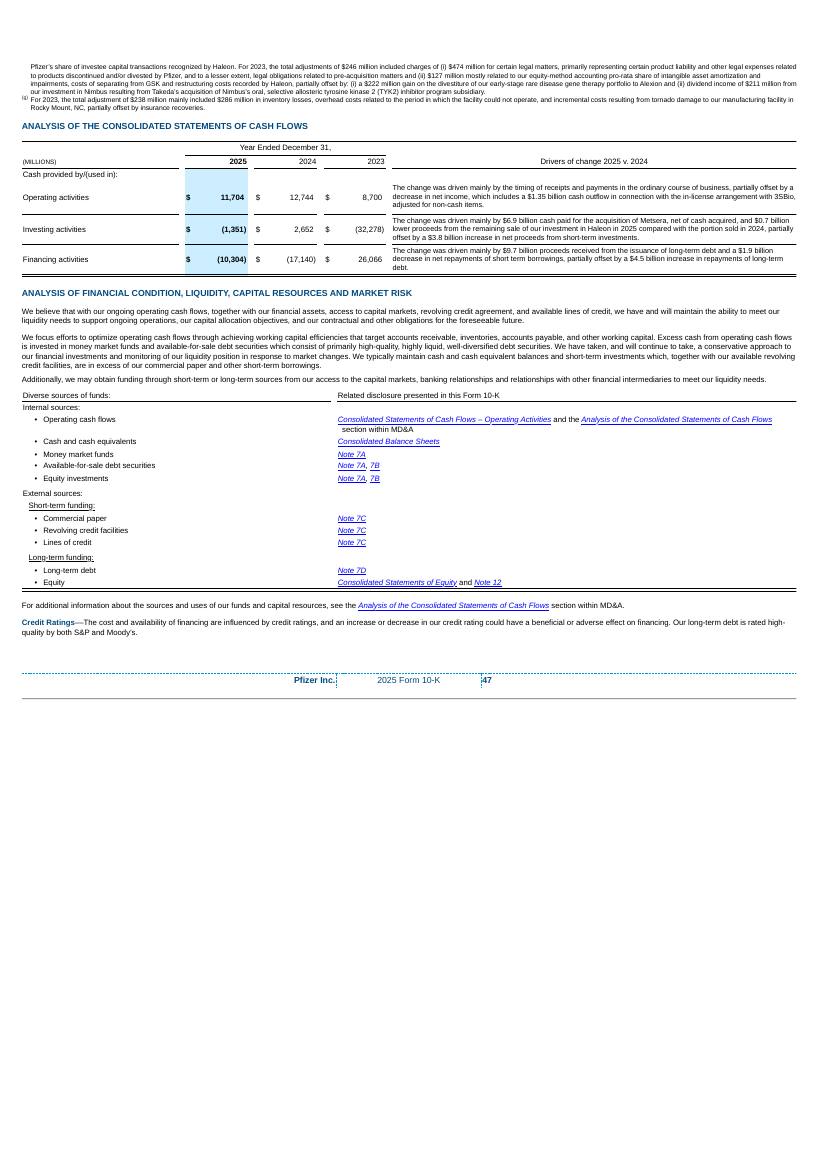 Pfizer’s share of investee capital transactions recognized by Haleon. For 2023, the total adjustments of $246 million included charges of (i) $474 million for certain legal matters, primarily representing certain product liability and other legal expenses related
to products discontinued and/or divested by Pfizer, and to a lesser extent, legal obligations related to pre-acquisition matters and (ii) $127 million mostly related to our equity-method accounting pro-rata share of intangible asset amortization and
impairments, costs of separating from GSK and restructuring costs recorded by Haleon, partially offset by: (i) a $222 million gain on the divestiture of our early-stage rare disease gene therapy portfolio to Alexion and (ii) dividend income of $211 million from
our investment in Nimbus resulting from Takeda’s acquisition of Nimbus’s oral, selective allosteric tyrosine kinase 2 (TYK2) inhibitor program subsidiary.
(g) For 2023, the total adjustment of $238 million mainly included $286 million in inventory losses, overhead costs related to the period in which the facility could not operate, and incremental costs resulting from tornado damage to our manufacturing facility in
Rocky Mount, NC, partially offset by insurance recoveries.
ANALYSIS OF THE CONSOLIDATED STATEMENTS OF CASH FLOWS
Year Ended December 31,
(MILLIONS) 2025 2024 2023 Drivers of change 2025 v. 2024
Cash provided by/(used in):
Operating activities $ 11,704 $ 12,744 $ 8,700 The change was driven mainly by the timing of receipts and payments in the ordinary course of business, partially offset by a
decrease in net income, which includes a $1.35 billion cash outflow in connection with the in-license arrangement with 3SBio,
adjusted for non-cash items.
Investing activities $ (1,351) $ 2,652 $ (32,278) The change was driven mainly by $6.9 billion cash paid for the acquisition of Metsera, net of cash acquired, and $0.7 billion
lower proceeds from the remaining sale of our investment in Haleon in 2025 compared with the portion sold in 2024, partially
offset by a $3.8 billion increase in net proceeds from short-term investments.
Financing activities $ (10,304) $ (17,140) $ 26,066 The change was driven mainly by $9.7 billion proceeds received from the issuance of long-term debt and a $1.9 billion
decrease in net repayments of short term borrowings, partially offset by a $4.5 billion increase in repayments of long-term
debt.
ANALYSIS OF FINANCIAL CONDITION, LIQUIDITY, CAPITAL RESOURCES AND MARKET RISK
We believe that with our ongoing operating cash flows, together with our financial assets, access to capital markets, revolving credit agreement, and available lines of credit, we have and will maintain the ability to meet our
liquidity needs to support ongoing operations, our capital allocation objectives, and our contractual and other obligations for the foreseeable future.
We focus efforts to optimize operating cash flows through achieving working capital efficiencies that target accounts receivable, inventories, accounts payable, and other working capital. Excess cash from operating cash flows
is invested in money market funds and available-for-sale debt securities which consist of primarily high-quality, highly liquid, well-diversified debt securities. We have taken, and will continue to take, a conservative approach to
our financial investments and monitoring of our liquidity position in response to market changes. We typically maintain cash and cash equivalent balances and short-term investments which, together with our available revolving
credit facilities, are in excess of our commercial paper and other short-term borrowings.
Additionally, we may obtain funding through short-term or long-term sources from our access to the capital markets, banking relationships and relationships with other financial intermediaries to meet our liquidity needs.
Diverse sources of funds: Related disclosure presented in this Form 10-K
Internal sources:
• Operating cash flows Consolidated Statements of Cash Flows – Operating Activities and the Analysis of the Consolidated Statements of Cash Flows
section within MD&A
• Cash and cash equivalents Consolidated Balance Sheets
• Money market funds Note 7A
• Available-for-sale debt securities Note 7A, 7B
• Equity investments Note 7A, 7B
External sources:
Short-term funding:
• Commercial paper Note 7C
• Revolving credit facilities Note 7C
• Lines of credit Note 7C
Long-term funding:
• Long-term debt Note 7D
• Equity Consolidated Statements of Equity and Note 12
For additional information about the sources and uses of our funds and capital resources, see the Analysis of the Consolidated Statements of Cash Flows section within MD&A.
Credit Ratings––The cost and availability of financing are influenced by credit ratings, and an increase or decrease in our credit rating could have a beneficial or adverse effect on financing. Our long-term debt is rated high-
quality by both S&P and Moody’s.
Pfizer Inc. 2025 Form 10-K 47